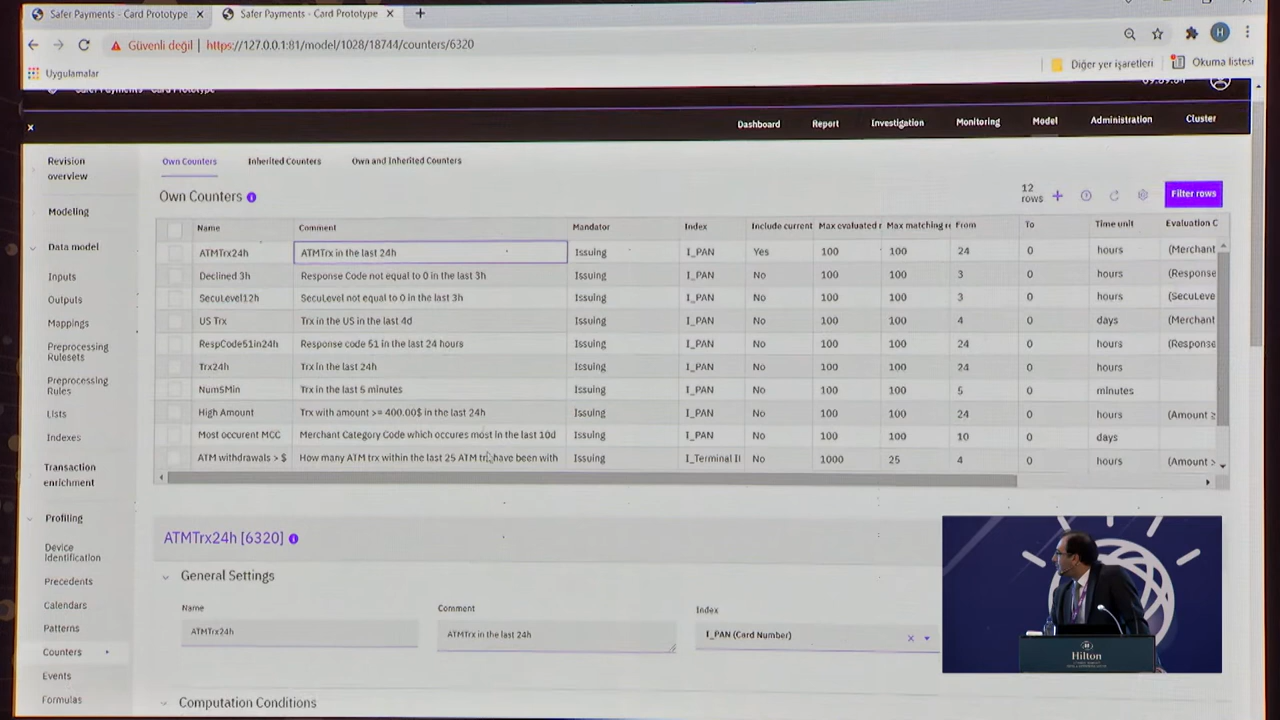 Safer Payments - Card Prototype
Safer Payments - Card Prototype
Güvenli değil | https://127.0.0.1:81/model/1028/18744/counters/6320
H
Uygulamalar
Diğer yer işaretleri
Okuma listesi
Safer Payments - Card Prototype
Dashboard Report Investigation Monitoring Model Administration Cluster
Revision overview
Modeling
Data model
Inputs
Outputs
Mappings
Preprocessing Rulesets
Preprocessing Rules
Lists
Indexes
Transaction enrichment
Profiling
Device Identification
Precedents
Calendars
Patterns
Counters
Events
Formulas
Own Counters Inherited Counters Own and Inherited Counters
Own Counters
12 rows
Filter rows
Name Comment Mandator Index Include current Max evaluated r Max matching re From To Time unit Evaluation C
ATMTrx24h ATMTrx in the last 24h Issuing I_PAN Yes 100 100 24 0 hours (Merchant
Declined 3h Response Code not equal to 0 in the last 3h Issuing I_PAN No 100 100 3 0 hours (Response
SecuLevel12h SecuLevel not equal to 0 in the last 3h Issuing I_PAN No 100 100 3 0 hours (SecuLeve
US Trx Trx in the US in the last 4d Issuing I_PAN No 100 100 4 0 days (Merchant
RespCode51in24h Response code 51 in the last 24 hours Issuing I_PAN No 100 100 24 0 hours (Response
Trx24h Trx in the last 24h Issuing I_PAN No 100 100 24 0 hours
Num5Min Trx in the last 5 minutes Issuing I_PAN No 100 100 5 0 minutes
High Amount Trx with amount >= 400.00$ in the last 24h Issuing I_PAN No 100 100 24 0 hours (Amount ≥
Most occurent MCC Merchant Category Code which occures most in the last 10d Issuing I_PAN No 100 100 10 0 days
ATM withdrawals > $ How many ATM trx within the last 25 ATM trx have been with Issuing I_Terminal I No 1000 25 4 0 hours (Amount >
ATMTrx24h [6320]
General Settings
Name Comment Index
ATMTrx24h ATMTrx in the last 24h I_PAN (Card Number)
Computation Conditions
Hilton